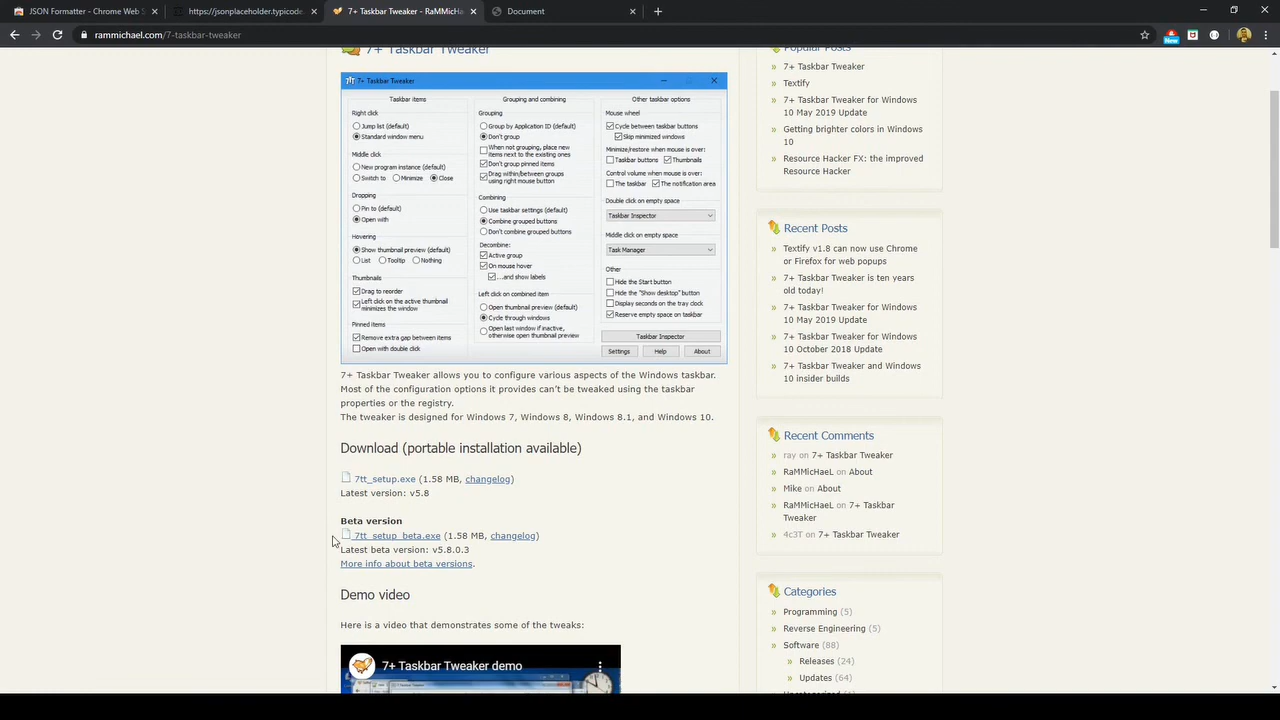 JSON Formatter - Chrome Web S
https://jsonplaceholder.typicod
7+ Taskbar Tweaker - RaMMicHa
Document
rammichael.com/7-taskbar-tweaker
New
7+ Taskbar Tweaker
7+ Taskbar Tweaker
Taskbar items
Right click
Jump list (default)
Standard window menu
Middle click
New program instance (default)
Switch to Minimize Close
Dropping
Pin to (default)
Open with
Hovering
Show thumbnail preview (default)
List Tooltip Nothing
Thumbnails
Drag to reorder
Left click on the active thumbnail
minimizes the window
Pinned items
Remove extra gap between items
Open with double click
Grouping and combining
Grouping
Group by Application ID (default)
Don't group
When not grouping, place new
items next to the existing ones
Don't group pinned items
Drag within/between groups
using right mouse button
Combining
Use taskbar settings (default)
Combine grouped buttons
Don't combine grouped buttons
Decombine:
Active group
On mouse hover
...and show labels
Left click on combined item
Open thumbnail preview (default)
Cycle through windows
Open last window if inactive,
otherwise open thumbnail preview
Other taskbar options
Mouse wheel
Cycle between taskbar buttons
Skip minimized windows
Minimize/restore when mouse is over:
Taskbar buttons Thumbnails
Control volume when mouse is over:
The taskbar The notification area
Double click on empty space
Taskbar Inspector
Middle click on empty space
Task Manager
Other
Hide the Start button
Hide the "Show desktop" button
Display seconds on the tray clock
Reserve empty space on taskbar
Taskbar Inspector
Settings Help About
7+ Taskbar Tweaker allows you to configure various aspects of the Windows taskbar.
Most of the configuration options it provides can't be tweaked using the taskbar
properties or the registry.
The tweaker is designed for Windows 7, Windows 8, Windows 8.1, and Windows 10.
Download (portable installation available)
7tt_setup.exe (1.58 MB, changelog)
Latest version: v5.8
Beta version
7tt_setup_beta.exe (1.58 MB, changelog)
Latest beta version: v5.8.0.3
More info about beta versions.
Demo video
Here is a video that demonstrates some of the tweaks:
7+ Taskbar Tweaker demo
Popular Posts
» 7+ Taskbar Tweaker
» Textify
» 7+ Taskbar Tweaker for Windows
10 May 2019 Update
» Getting brighter colors in Windows
10
» Resource Hacker FX: the improved
Resource Hacker
Recent Posts
» Textify v1.8 can now use Chrome
or Firefox for web popups
» 7+ Taskbar Tweaker is ten years
old today!
» 7+ Taskbar Tweaker for Windows
10 May 2019 Update
» 7+ Taskbar Tweaker for Windows
10 October 2018 Update
» 7+ Taskbar Tweaker and Windows
10 insider builds
Recent Comments
» ray on 7+ Taskbar Tweaker
» RaMMicHaeL on About
» Mike on About
» RaMMicHaeL on 7+ Taskbar
Tweaker
» 4c3T on 7+ Taskbar Tweaker
Categories
» Programming (5)
» Reverse Engineering (5)
» Software (88)
» Releases (24)
» Updates (64)